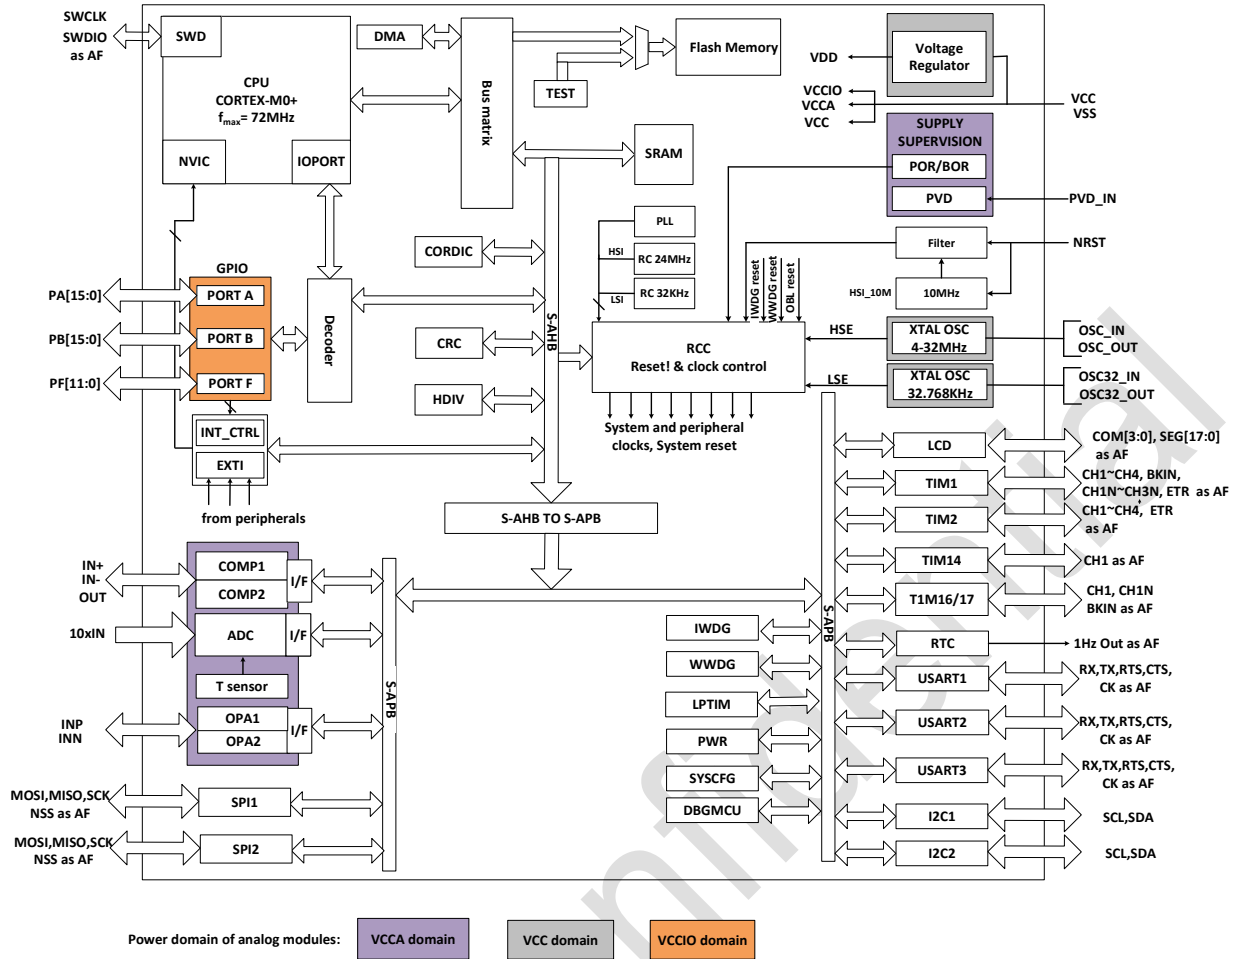 SWCLK
SWDIO
as AF
SWD
CPU
CORTEX-M0+
fmax= 72MHz
NVIC
IOPORT
DMA
Bus matrix
TEST
Flash Memory
SRAM
Voltage
Regulator
VDD
VCCIO
VCCA
VCC
VCC
VSS
SUPPLY
SUPERVISION
POR/BOR
PVD
PVD_IN
NRST
Filter
HSI_10M
10MHz
PLL
HSI
RC 24MHz
LSI
RC 32KHz
IWDG reset
WWDG reset
OBL reset
CORDIC
CRC
HDIV
S-AHB
GPIO
PORT A
PORT B
PORT F
PA[15:0]
PB[15:0]
PF[11:0]
Decoder
INT_CTRL
EXTI
from peripherals
RCC
Reset! & clock control
System and peripheral
clocks, System reset
HSE
XTAL OSC
4-32MHz
OSC_IN
OSC_OUT
LSE
XTAL OSC
32.768KHz
OSC32_IN
OSC32_OUT
S-AHB TO S-APB
IN+
IN-
OUT
COMP1
COMP2
I/F
10xIN
ADC
I/F
T sensor
INP
INN
OPA1
OPA2
I/F
MOSI,MISO,SCK
NSS as AF
SPI1
MOSI,MISO,SCK
NSS as AF
SPI2
S-APB
IWDG
WWDG
LPTIM
PWR
SYSCFG
DBGMCU
S-APB
LCD
COM[3:0], SEG[17:0]
as AF
TIM1
CH1~CH4, BKIN,
CH1N~CH3N, ETR as AF
TIM2
CH1~CH4, ETR
as AF
TIM14
CH1 as AF
T1M16/17
CH1, CH1N
BKIN as AF
RTC
1Hz Out as AF
USART1
RX,TX,RTS,CTS,
CK as AF
USART2
RX,TX,RTS,CTS,
CK as AF
USART3
RX,TX,RTS,CTS,
CK as AF
I2C1
SCL,SDA
I2C2
SCL,SDA
Power domain of analog modules:
VCCA domain
VCC domain
VCCIO domain
nfidential